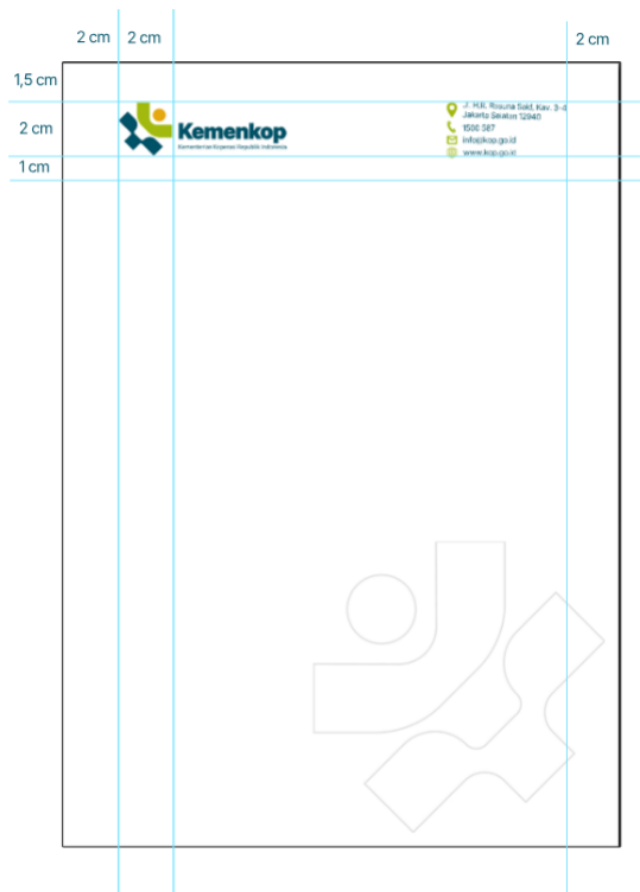 2 cm 2 cm 2 cm
1,5 cm
2 cm
1 cm
Kemenkop
Kementerian Koperasi Republik Indonesia
J. H.R. Rasuna Said, Kav. 3-4
Jakarta Selatan 12940
1500 587
info@kop.go.id
www.kop.go.id